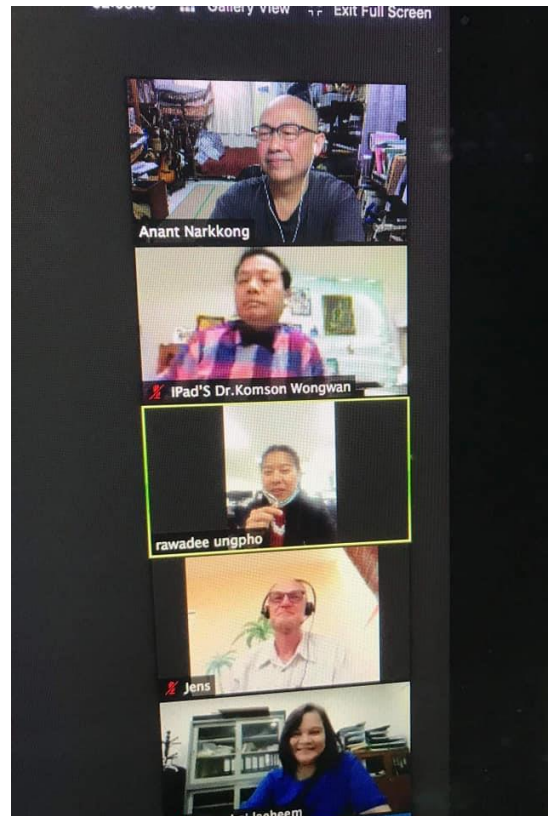 Gallery View Exit Full Screen
Anant Narkkong
IPad'S Dr.Komson Wongwan
rawadee ungpho
Jens